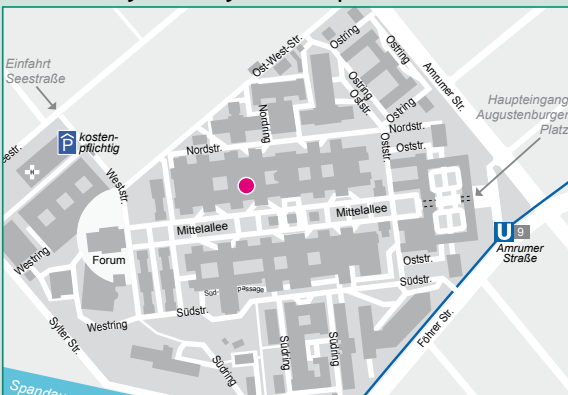 Einfahrt
Seestraße
P
kosten-
pflichtig
Weststr.
Ost-West-Str.
Ostring
Ostring
Amrumer Str.
Ostring
Oststr.
Ostring
Nordring
Nordstr.
Nordstr.
Oststr.
Oststr.
Haupteingang
Augustenburger
Platz
Mittelallee
Mittelallee
U 9
Amrumer
Straße
Forum
Westring
Westring
Südstr.
Süd passage
Oststr.
Südstr.
Sylter Str.
Südring
Südring
Südring
Föhrer Str.